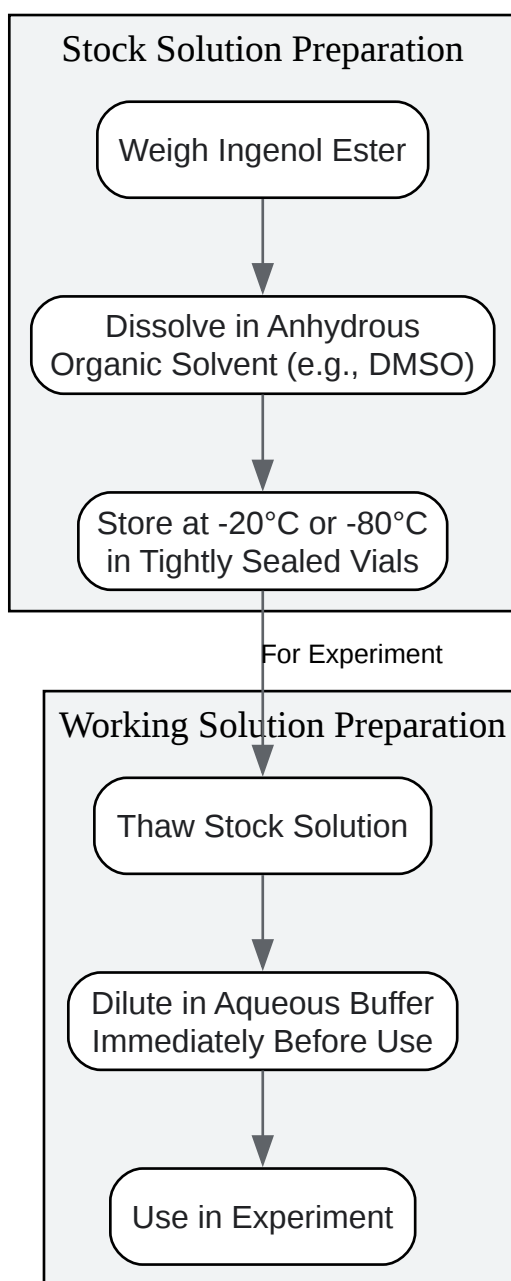 Stock Solution Preparation
Weigh Ingenol Ester
Dissolve in Anhydrous
Organic Solvent (e.g., DMSO)
Store at -20°C or -80°C
in Tightly Sealed Vials
For Experiment
Working Solution Preparation
Thaw Stock Solution
Dilute in Aqueous Buffer
Immediately Before Use
Use in Experiment